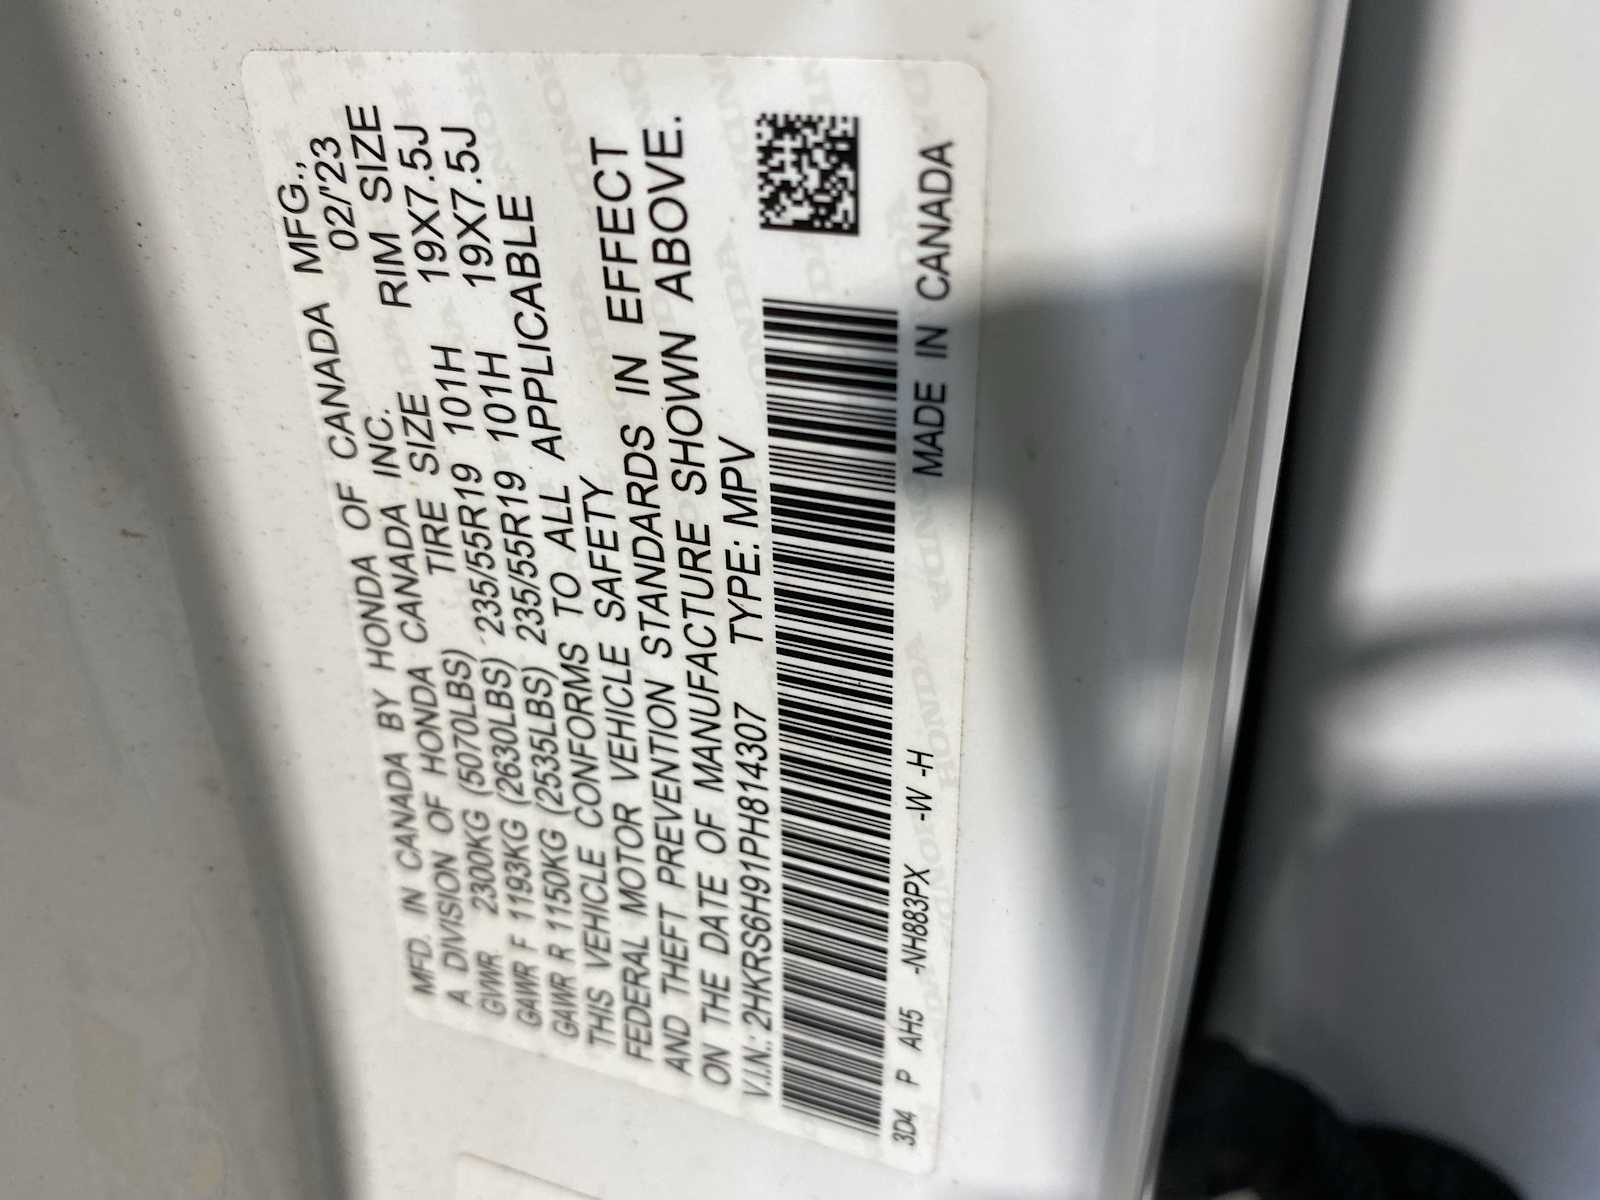 MFD. IN CANADA BY HONDA OF CANADA MFG.,
A DIVISION OF HONDA CANADA INC. 02/'23
GVWR 2300KG (5070LBS) TIRE SIZE RIM SIZE
GAWR F 1193KG (2630LBS) 235/55R19 101H 19X7.5J
GAWR R 1150KG (2535LBS) 235/55R19 101H 19X7.5J
THIS VEHICLE CONFORMS TO ALL APPLICABLE
FEDERAL MOTOR VEHICLE SAFETY
AND THEFT PREVENTION STANDARDS IN EFFECT
ON THE DATE OF MANUFACTURE SHOWN ABOVE.
V.I.N.: 2HKRS6H91PH814307 TYPE: MPV
3D4 P AH5 -NH883PX -W -H MADE IN CANADA